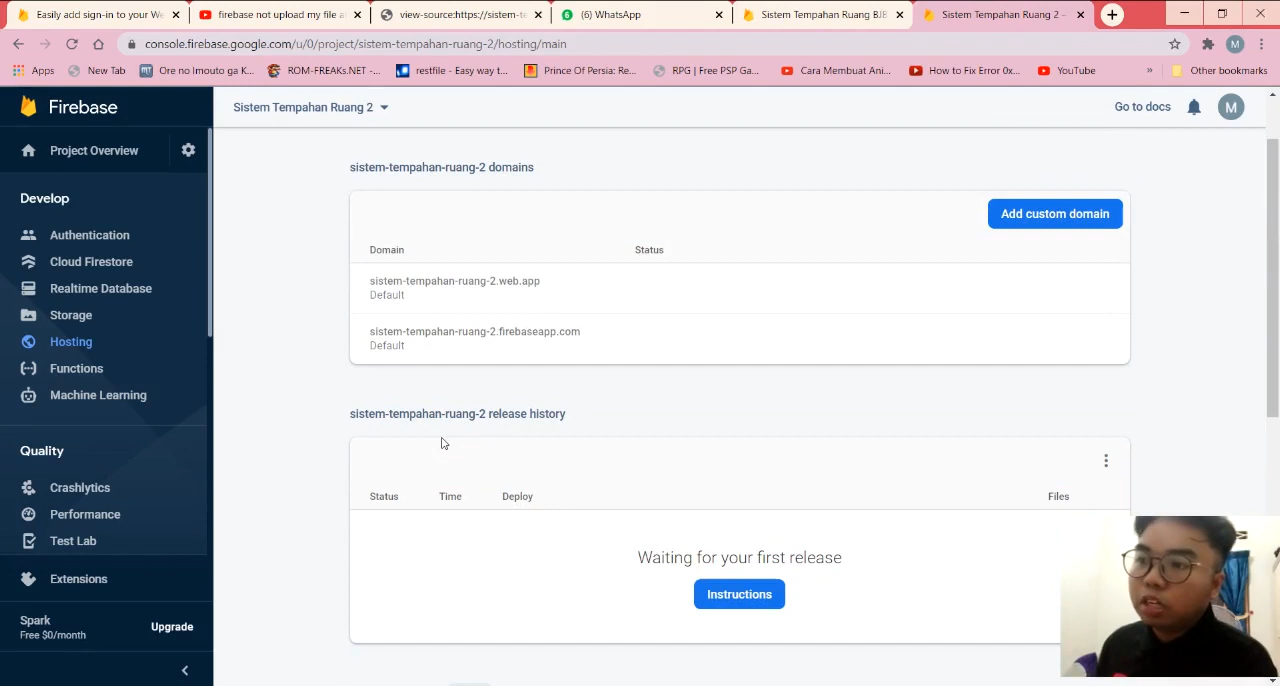 Easily add sign-in to your We
firebase not upload my file a
view-source:https://sistem-te
(6) WhatsApp
Sistem Tempahan Ruang BJB
Sistem Tempahan Ruang 2 –
console.firebase.google.com/u/0/project/sistem-tempahan-ruang-2/hosting/main
M
Apps
New Tab
Ore no Imouto ga K...
ROM-FREAKs.NET -...
restfile - Easy way t...
Prince Of Persia: Re...
RPG | Free PSP Ga...
Cara Membuat Ani...
How to Fix Error 0x...
YouTube
»
Other bookmarks
Firebase
Sistem Tempahan Ruang 2
Go to docs
M
Project Overview
Develop
Authentication
Cloud Firestore
Realtime Database
Storage
Hosting
Functions
Machine Learning
Quality
Crashlytics
Performance
Test Lab
Extensions
Spark
Free $0/month
Upgrade
sistem-tempahan-ruang-2 domains
Add custom domain
Domain Status
sistem-tempahan-ruang-2.web.app
Default
sistem-tempahan-ruang-2.firebaseapp.com
Default
sistem-tempahan-ruang-2 release history
Status Time Deploy Files
Waiting for your first release
Instructions